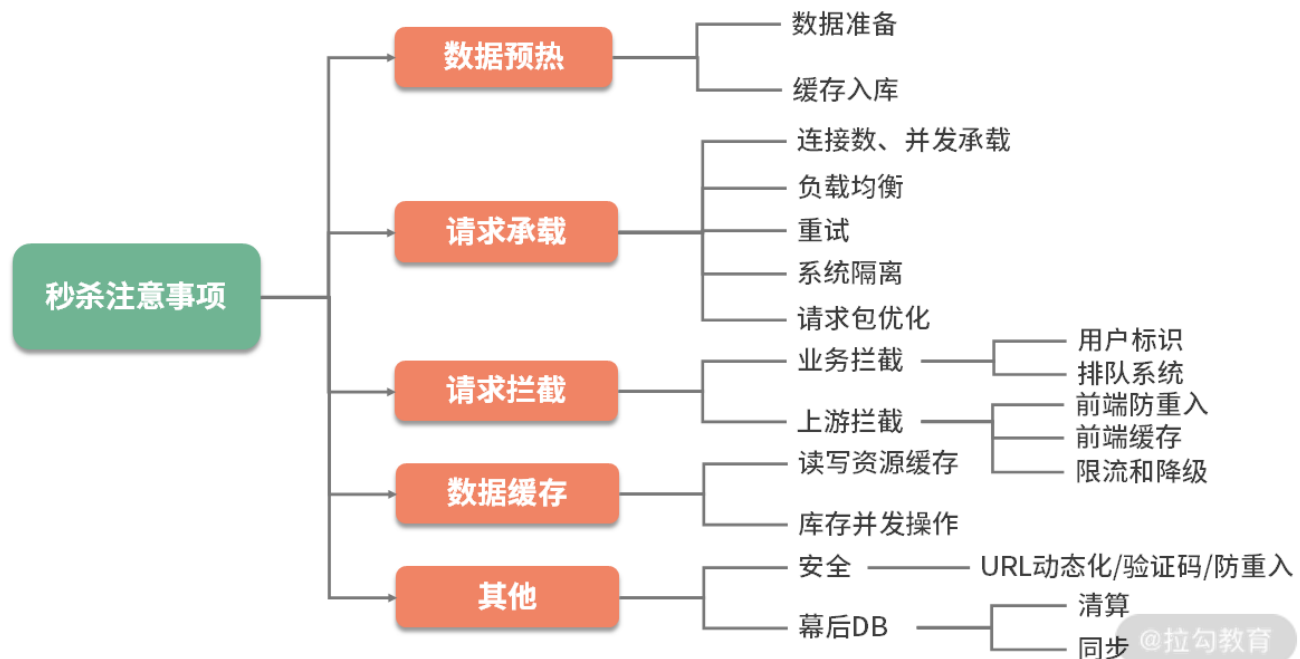 秒杀注意事项
数据预热
数据准备
缓存入库
请求承载
连接数、并发承载
负载均衡
重试
系统隔离
请求包优化
请求拦截
业务拦截
用户标识
排队系统
上游拦截
前端防重入
前端缓存
限流和降级
数据缓存
读写资源缓存
库存并发操作
其他
安全
URL动态化/验证码/防重入
幕后DB
清算
同步
@拉勾教育